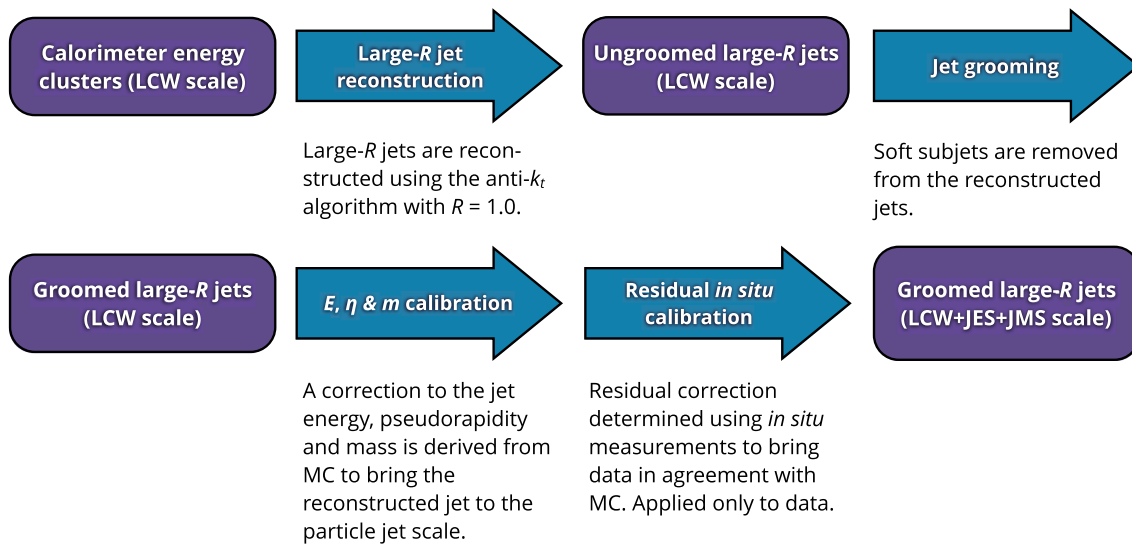 Calorimeter energy
clusters (LCW scale)
Large-R jet
reconstruction
Ungroomed large-R jets
(LCW scale)
Jet grooming
Large-R jets are recon-
structed using the anti-kt
algorithm with R = 1.0.
Soft subjets are removed
from the reconstructed
jets.
Groomed large-R jets
(LCW scale)
E, η & m calibration
Residual in situ
calibration
Groomed large-R jets
(LCW+JES+JMS scale)
A correction to the jet
energy, pseudorapidity
and mass is derived from
MC to bring the
reconstructed jet to the
particle jet scale.
Residual correction
determined using in situ
measurements to bring
data in agreement with
MC. Applied only to data.